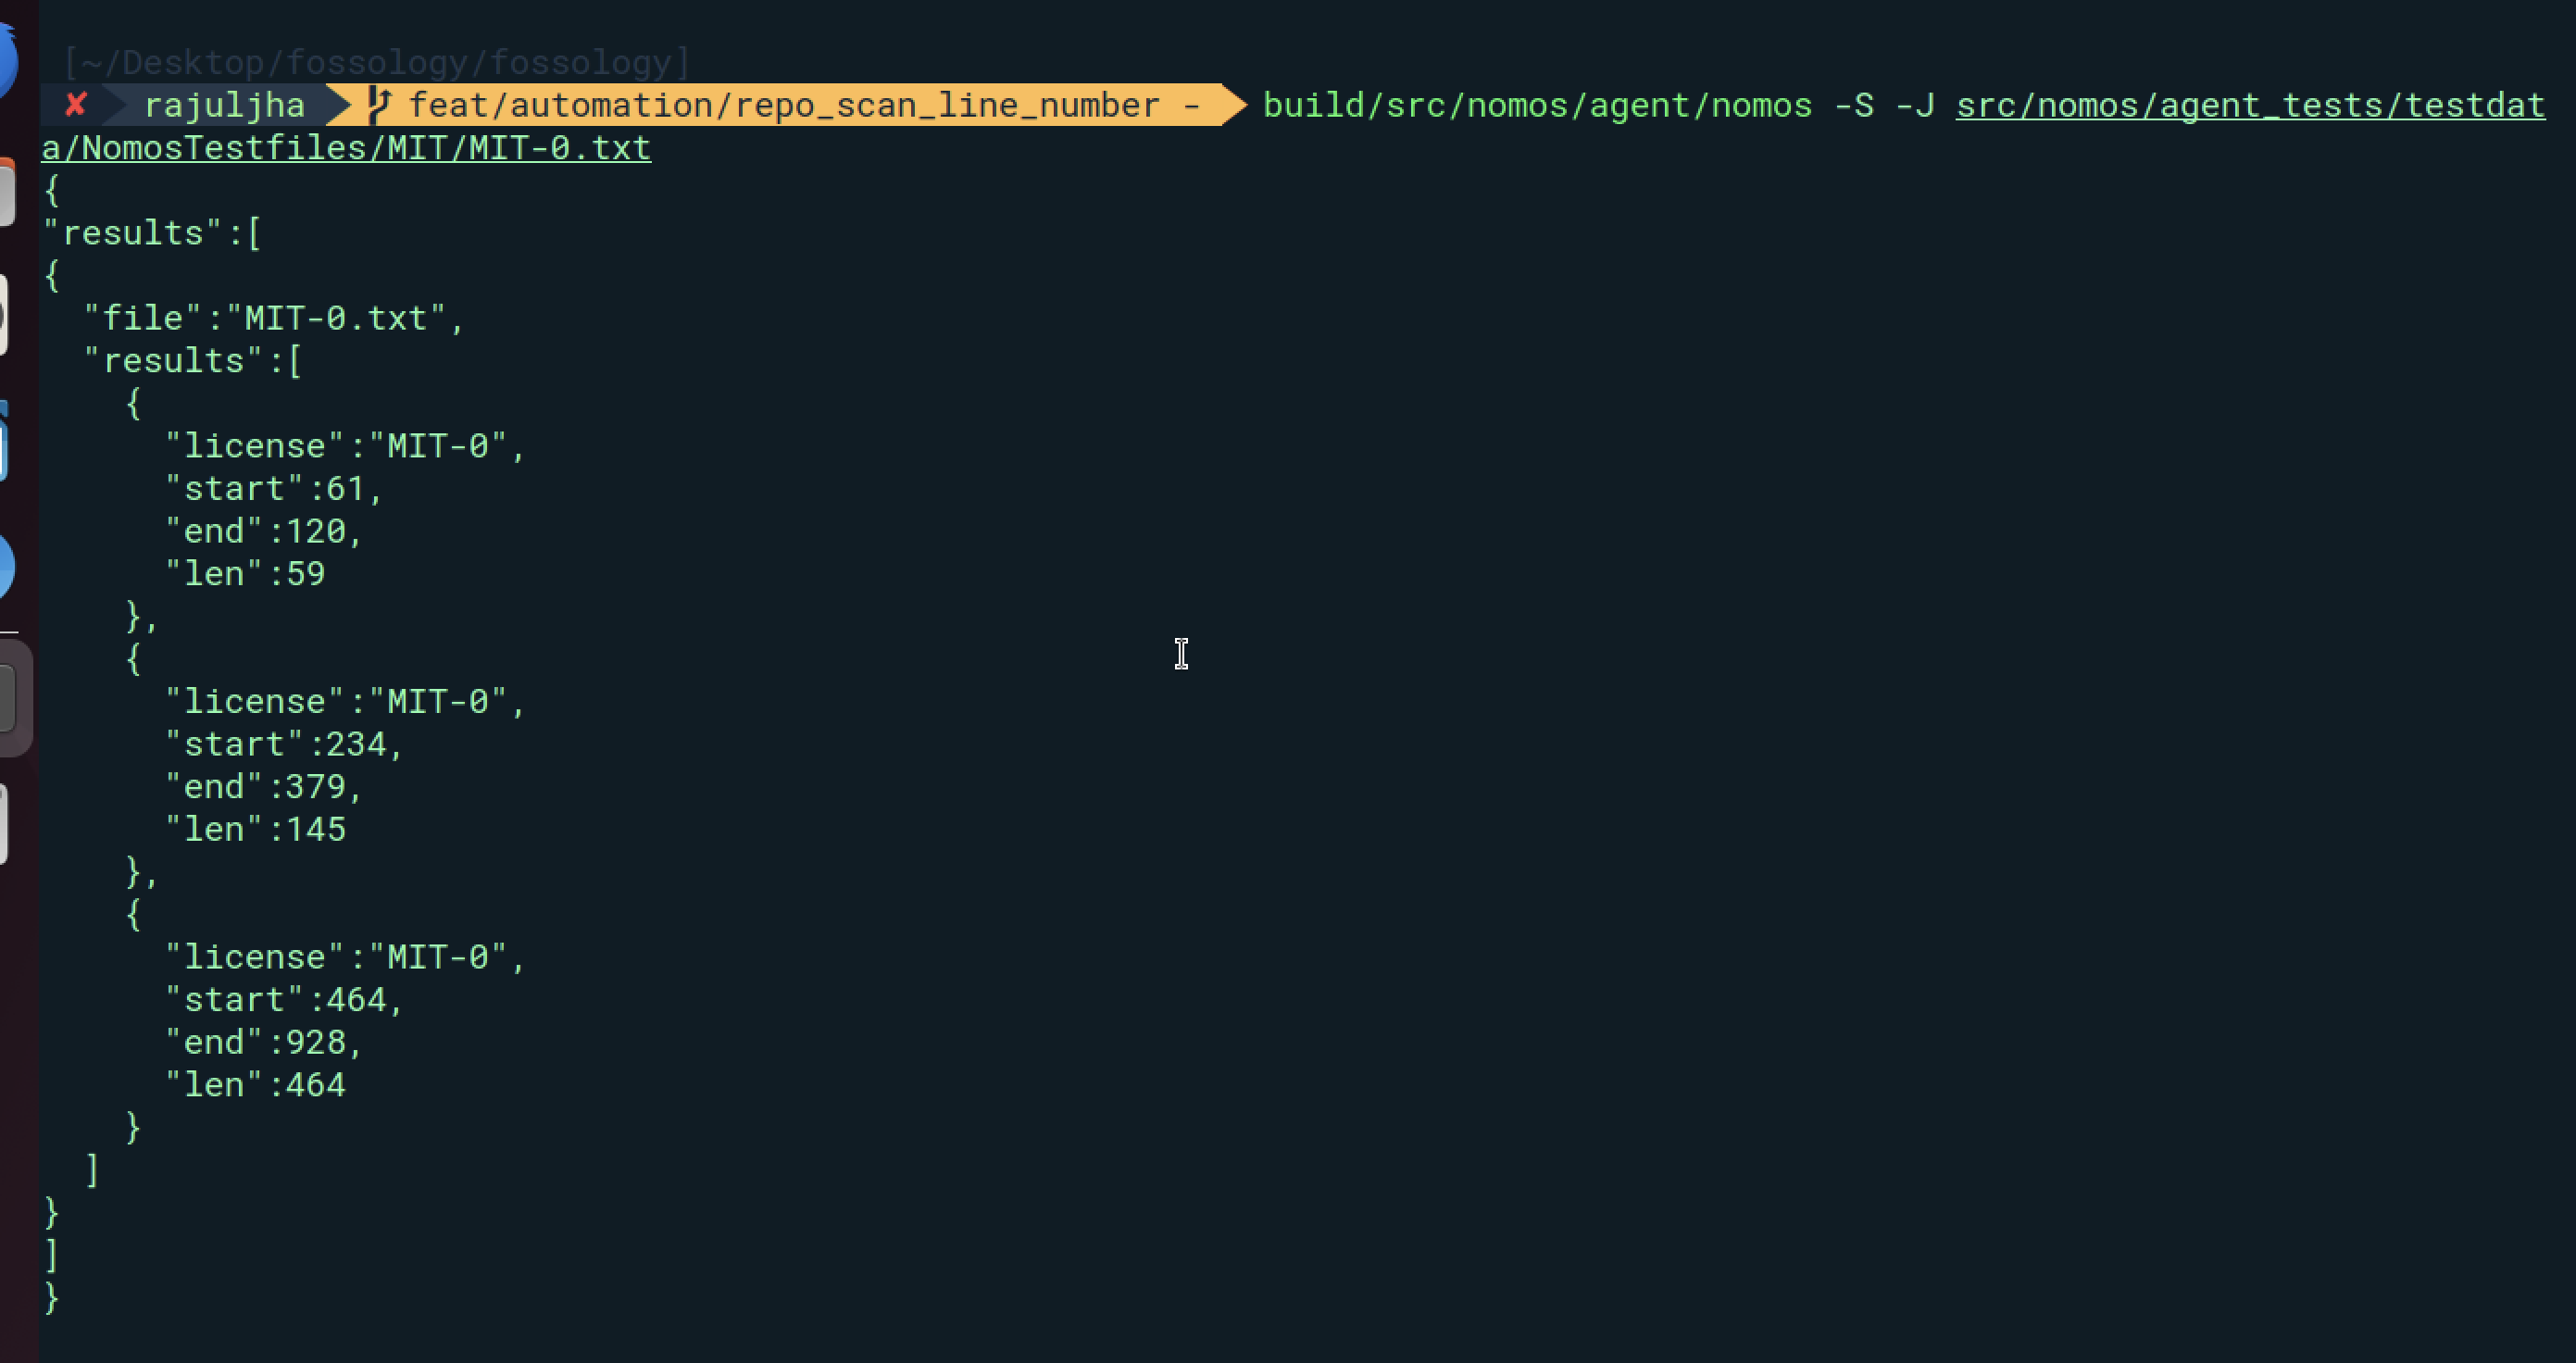 [~/Desktop/fossology/fossology]
✘ rajuljha feat/automation/repo_scan_line_number - build/src/nomos/agent/nomos -S -J src/nomos/agent_tests/testdat
a/NomosTestfiles/MIT/MIT-0.txt
{
"results":[
{
  "file":"MIT-0.txt",
  "results":[
    {
      "license":"MIT-0",
      "start":61,
      "end":120,
      "len":59
    },
    {
      "license":"MIT-0",
      "start":234,
      "end":379,
      "len":145
    },
    {
      "license":"MIT-0",
      "start":464,
      "end":928,
      "len":464
    }
  ]
}
]
}